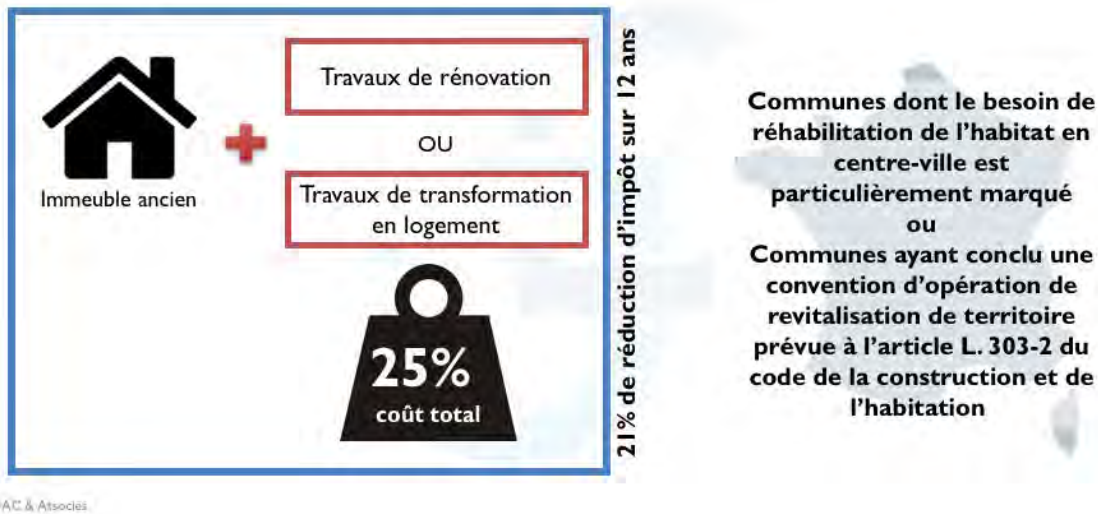 Immeuble ancien
Travaux de rénovation
OU
Travaux de transformation
en logement
25%
coût total
21% de réduction d'impôt sur 12 ans
Communes dont le besoin de
réhabilitation de l'habitat en
centre-ville est
particulièrement marqué
ou
Communes ayant conclu une
convention d'opération de
revitalisation de territoire
prévue à l'article L. 303-2 du
code de la construction et de
l'habitation
AC & Associés